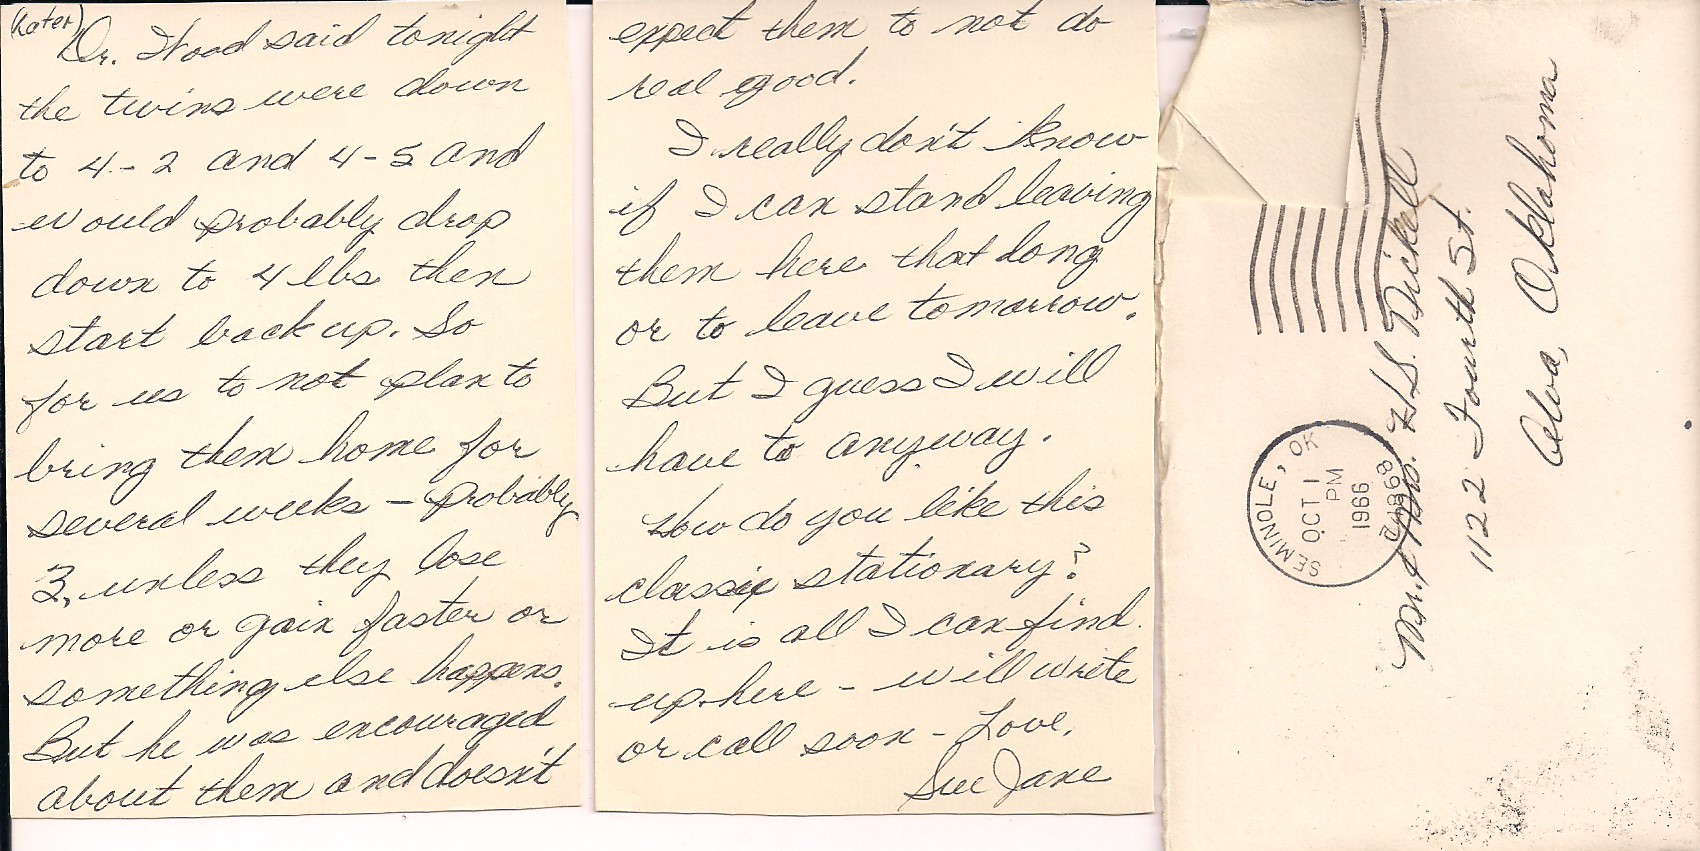 (Later)
Dr. Wood said tonight
the twins were down
to 4-2 and 4-5 and
would probably drop
down to 4 lbs then
start back up. So
for us to not plan to
bring them home for
several weeks - probably
3, unless they lose
more or gain faster or
something else happens.
But he was encouraged
about them and doesn't
expect them to not do
real good.
I really don't know
if I can stand leaving
them here that long
or to leave tomorrow.
But I guess I will
have to anyway.
How do you like this
classic stationary?
It is all I can find
up here - will write
or call soon - Love,
Sue Jane
SEMINOLE, OK
OCT 1
PM
1966
74868
Mr. & Mrs. H.S. Bickell
1122 Fourth St.
Alva, Oklahoma